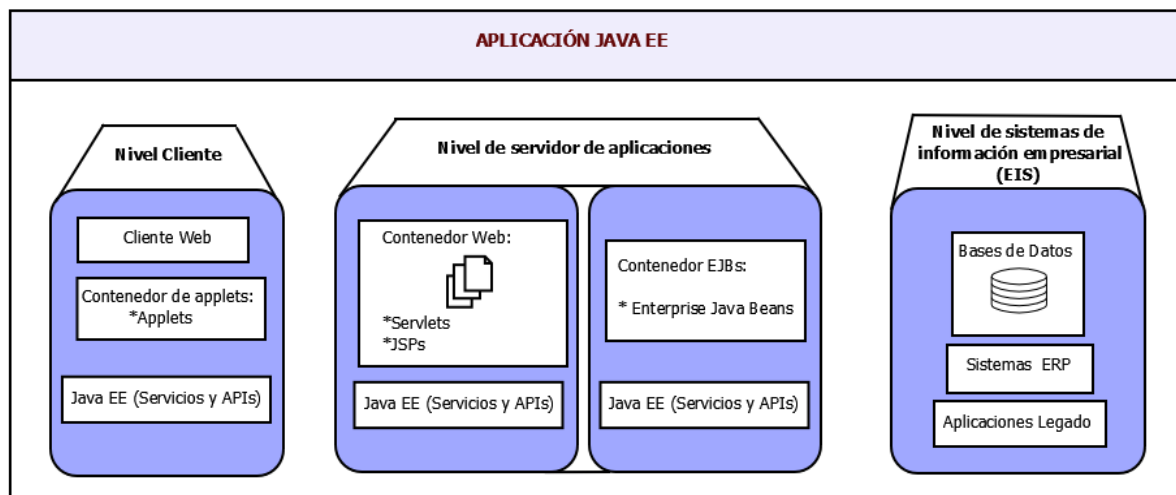 APLICACIÓN JAVA EE
Nivel Cliente
Cliente Web
Contenedor de applets:
*Applets
Java EE (Servicios y APIs)
Nivel de servidor de aplicaciones
Contenedor Web:
*Servlets
*JSPs
Java EE (Servicios y APIs)
Contenedor EJBs:
* Enterprise Java Beans
Java EE (Servicios y APIs)
Nivel de sistemas de
información empresarial
(EIS)
Bases de Datos
Sistemas ERP
Aplicaciones Legado